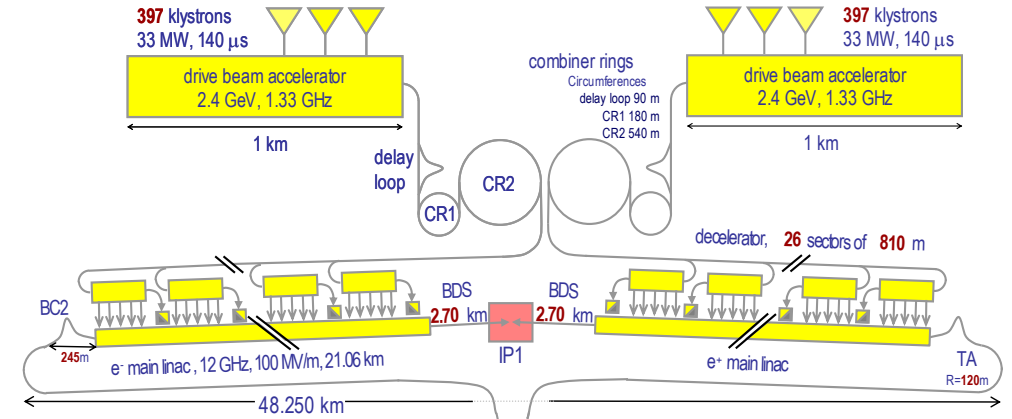 397 klystrons
33 MW, 140 μs
drive beam accelerator
2.4 GeV, 1.33 GHz
1 km
delay
loop
CR1
CR2
combiner rings
Circumferences
delay loop 90 m
CR1 180 m
CR2 540 m
397 klystrons
33 MW, 140 μs
drive beam accelerator
2.4 GeV, 1.33 GHz
1 km
decelerator, 26 sectors of 810 m
BC2
245m
e- main linac , 12 GHz, 100 MV/m, 21.06 km
BDS
2.70 km
IP1
BDS
2.70 km
e+ main linac
TA
R=120m
48.250 km